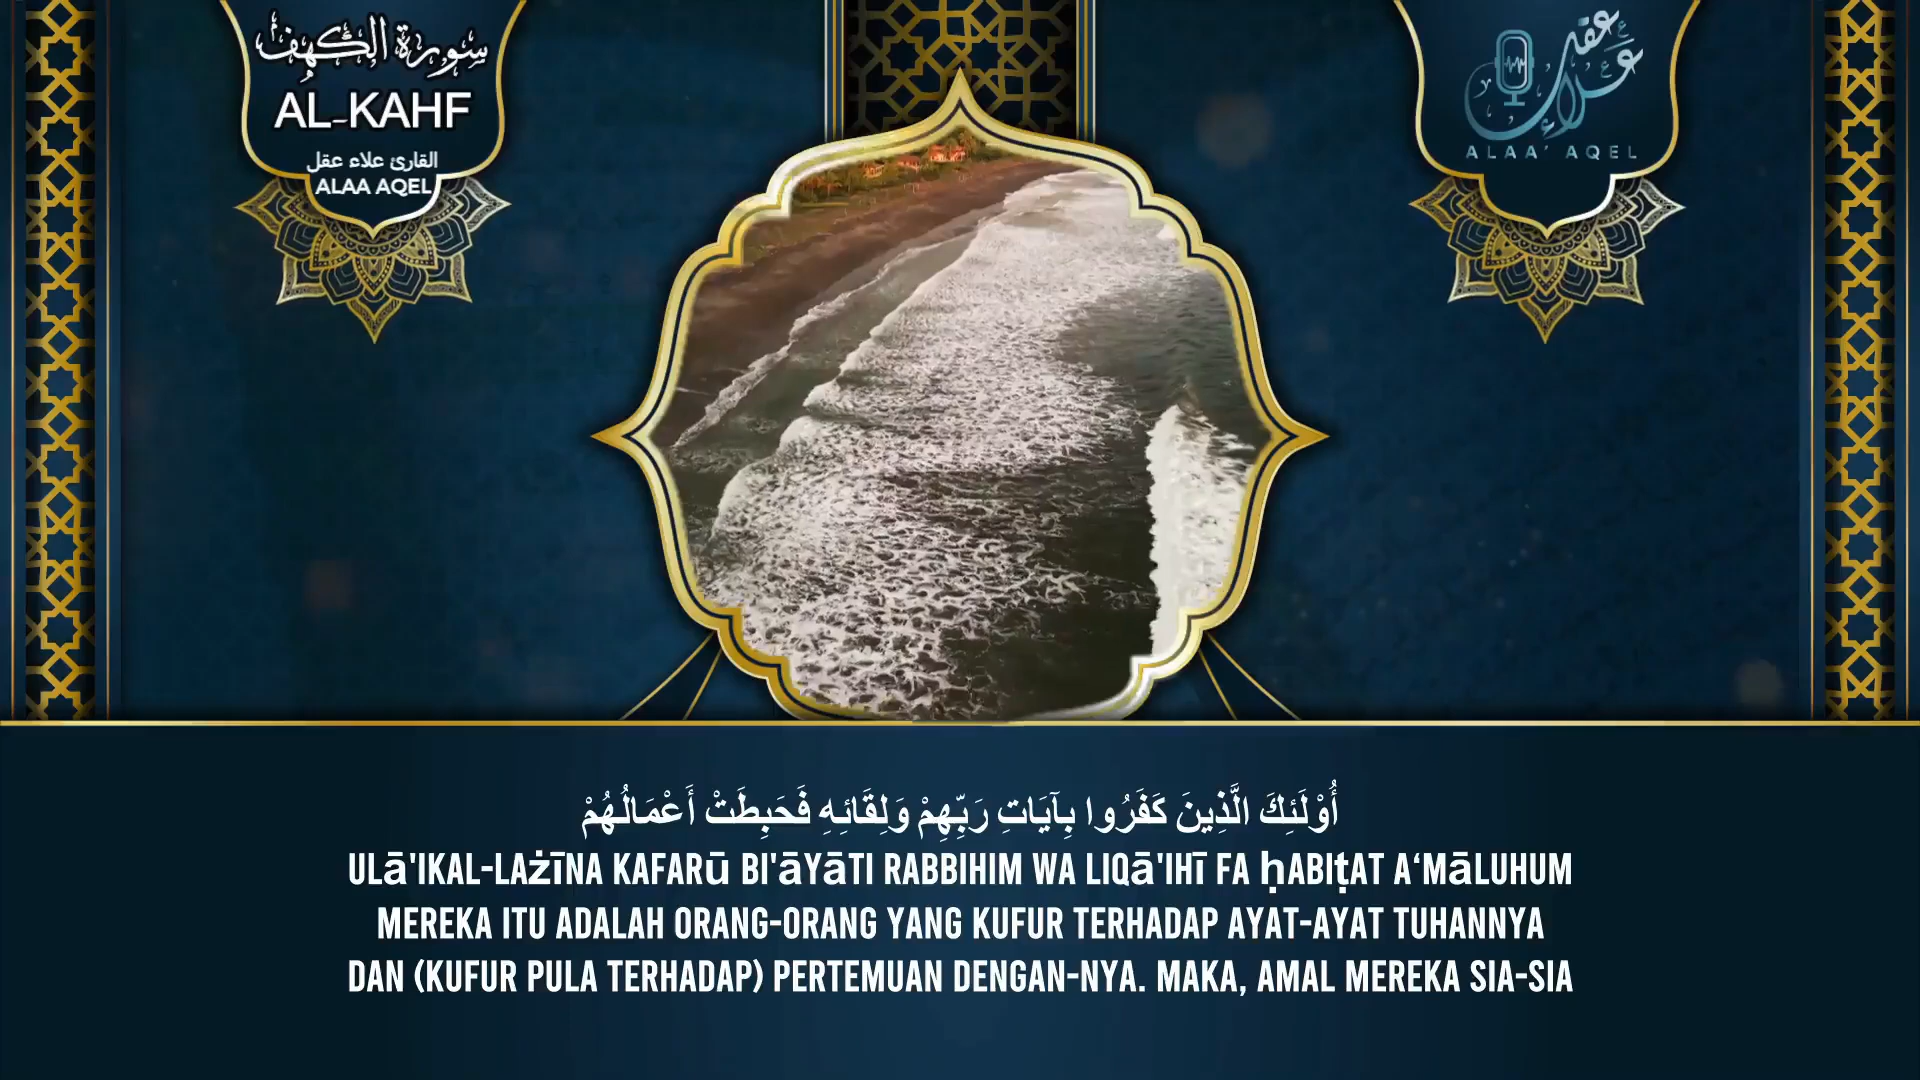 سورة الكهف
AL-KAHF
القارئ علاء عقل
ALAA AQEL
علاء عقل
ALAA' AQEL
أُوْلَئِكَ الَّذِينَ كَفَرُوا بِآيَاتِ رَبِّهِمْ وَلِقَائِهِ فَحَبِطَتْ أَعْمَالُهُمْ
ULā'IKAL-LAżīNA KAFARū BI'āYāTI RABBIHIM WA LIQā'IHī FA ḥABIṭAT A‘MāLUHUM
MEREKA ITU ADALAH ORANG-ORANG YANG KUFUR TERHADAP AYAT-AYAT TUHANNYA
DAN (KUFUR PULA TERHADAP) PERTEMUAN DENGAN-NYA. MAKA, AMAL MEREKA SIA-SIA